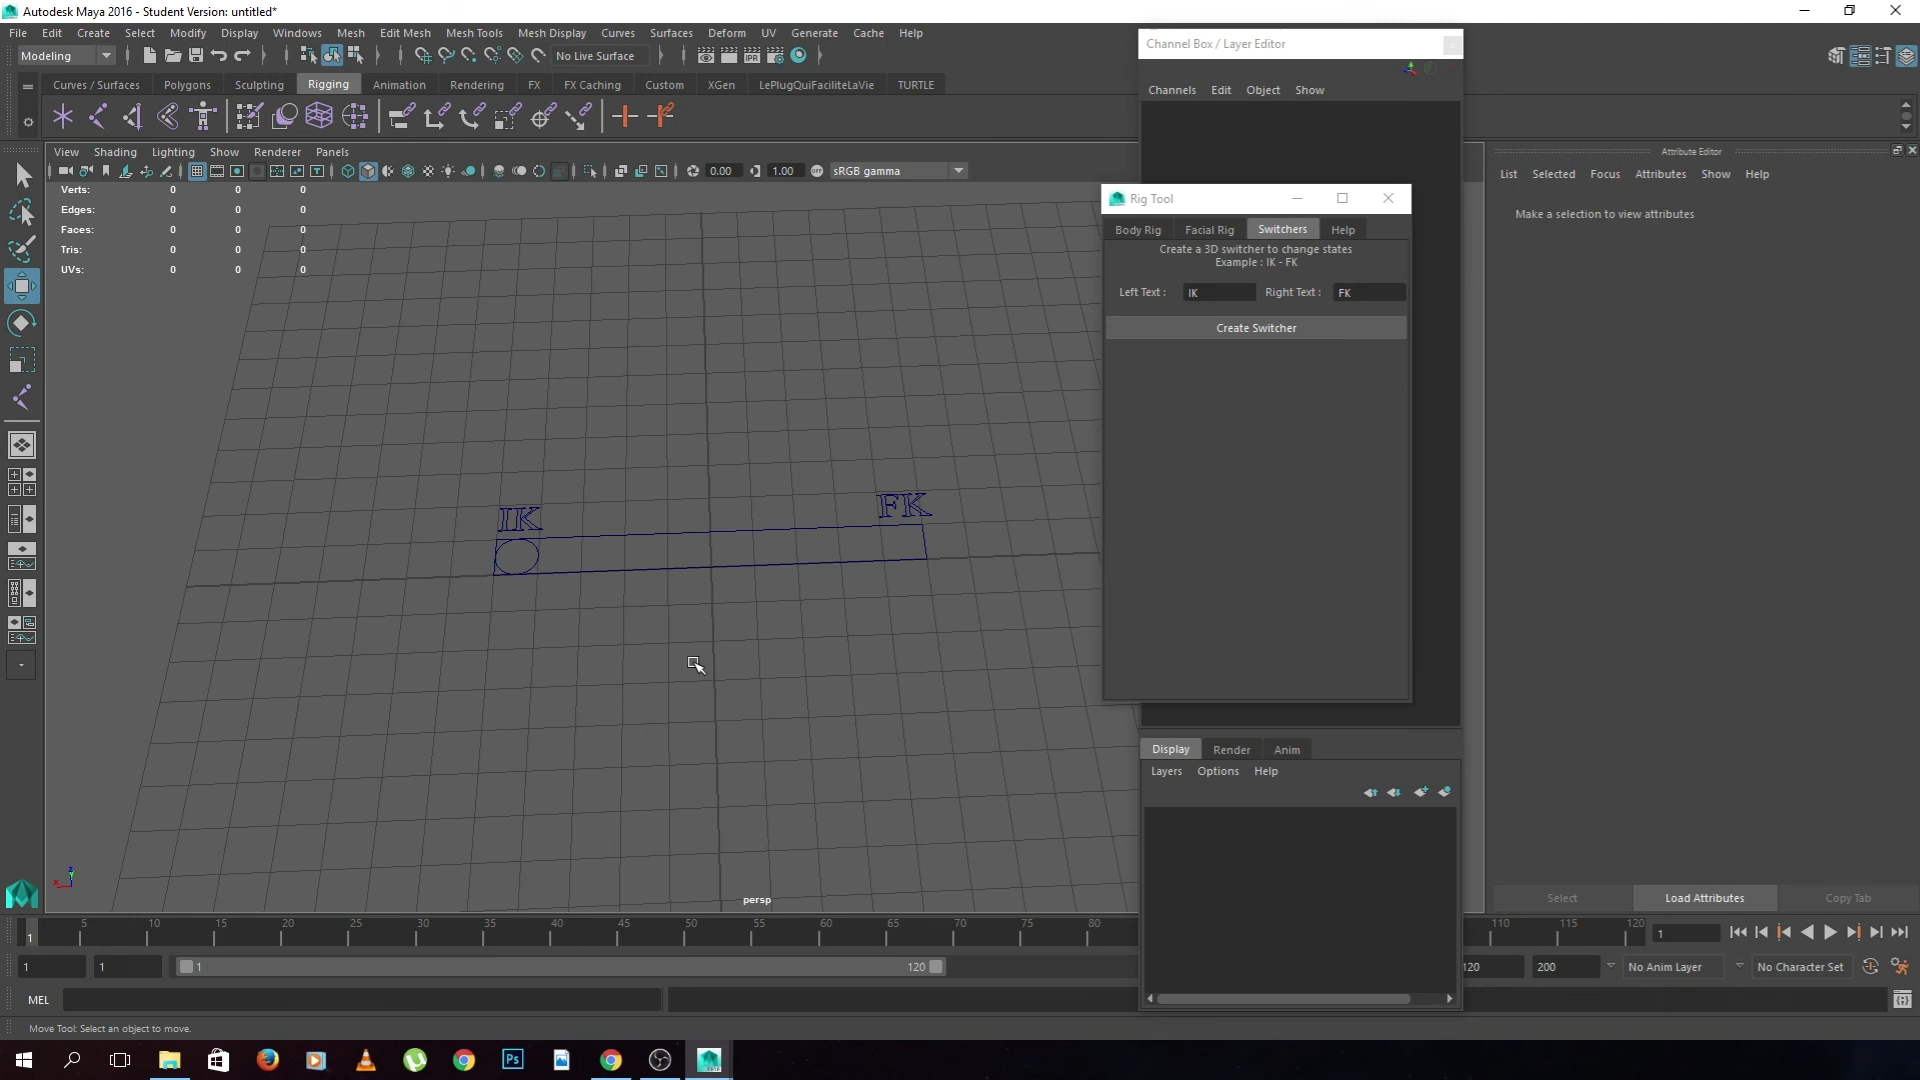 Autodesk Maya 2016 - Student Version: untitled*
File Edit Create Select Modify Display Windows Mesh Edit Mesh Mesh Tools Mesh Display Curves Surfaces Deform UV Generate Cache Help
Modeling
No Live Surface
Curves / Surfaces Polygons Sculpting Rigging Animation Rendering FX FX Caching Custom XGen LePlugQuiFaciliteLaVie TURTLE
View Shading Lighting Show Renderer Panels
0.00 1.00 sRGB gamma
Verts: 0 0 0
Edges: 0 0 0
Faces: 0 0 0
Tris: 0 0 0
UVs: 0 0 0
IK FK
persp
Channel Box / Layer Editor
Channels Edit Object Show
Rig Tool
Body Rig Facial Rig Switchers Help
Create a 3D switcher to change states
Example : IK - FK
Left Text : IK Right Text : FK
Create Switcher
Display Render Anim
Layers Options Help
Attribute Editor
List Selected Focus Attributes Show Help
Make a selection to view attributes
Select Load Attributes Copy Tab
1 5 10 15 20 25 30 35 40 45 50 55 60 65 70 75 80 110 115 120 1
1 1 1 120 120 200 No Anim Layer No Character Set
MEL
Move Tool: Select an object to move.
Ps